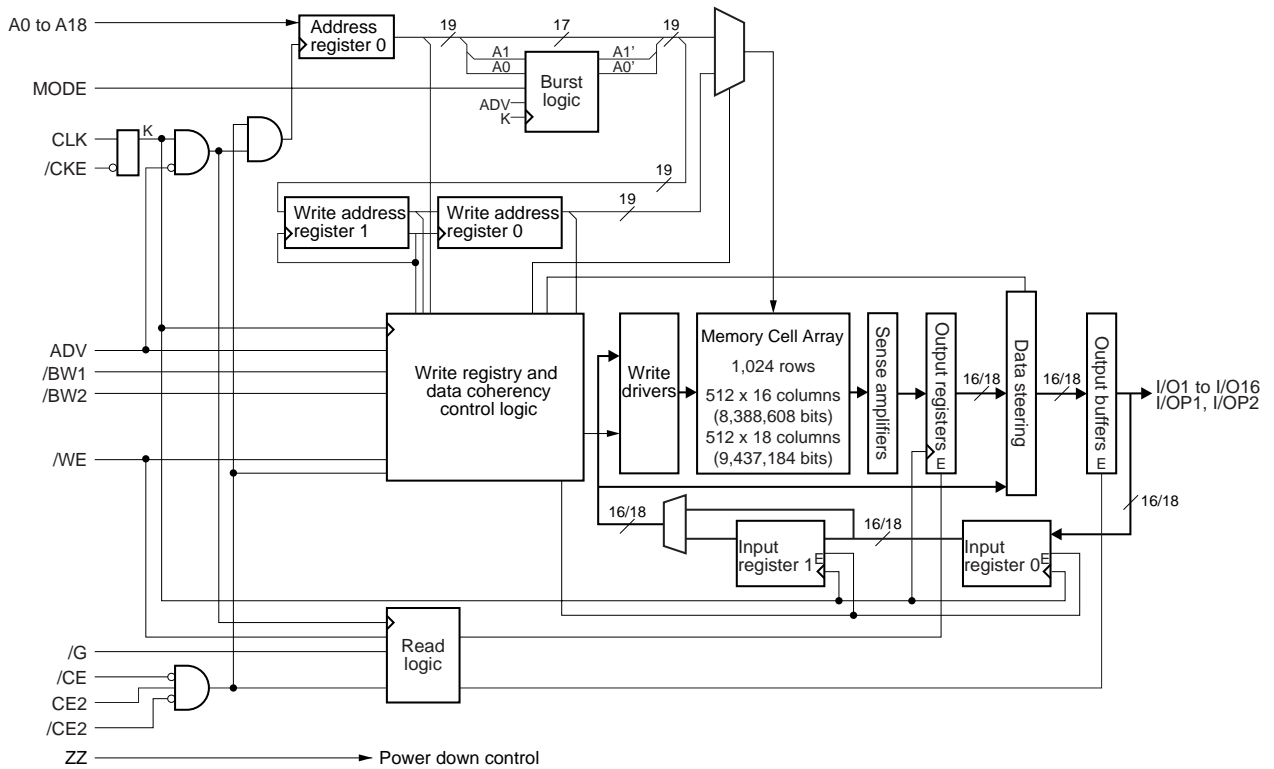 A0 to A18
Address
register 0
19
17
19
A1
A0
A1'
A0'
MODE
Burst
logic
ADV
K
CLK
K
/CKE
19
Write address
register 1
Write address
register 0
19
ADV
/BW1
/BW2
/WE
Write registry and
data coherency
control logic
Write
drivers
Memory Cell Array
1,024 rows
512 x 16 columns
(8,388,608 bits)
512 x 18 columns
(9,437,184 bits)
Sense amplifiers
Output registers
E
16/18
Data steering
16/18
Output buffers
E
I/O1 to I/O16
I/OP1, I/OP2
16/18
16/18
Input
register 1
E
16/18
Input
register 0
E
Read
logic
/G
/CE
CE2
/CE2
ZZ
Power down control